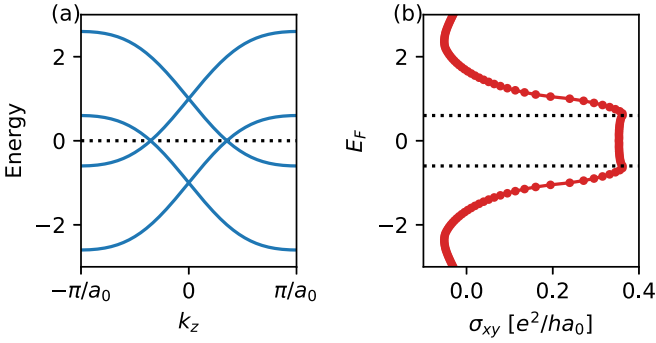 (a)
Energy
2
0
−2
−π/a₀
0
π/a₀
k_z
(b)
E_F
2
0
−2
0.0
0.2
0.4
σ_xy [e²/ha₀]